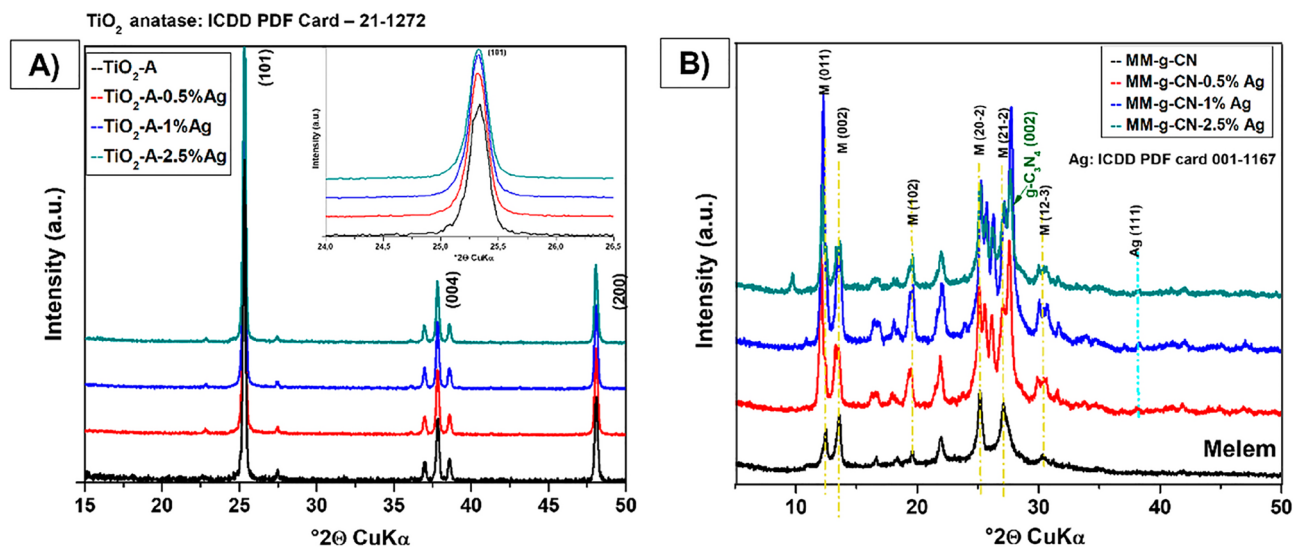 TiO2 anatase: ICDD PDF Card – 21-1272
A)
TiO2-A
TiO2-A-0.5%Ag
TiO2-A-1%Ag
TiO2-A-2.5%Ag
(101)
(004)
(200)
Intensity (a.u.)
15 20 25 30 35 40 45 50
°2Θ CuKα
(101)
Intensity (a.u.)
24,0 24,5 25,0 25,5 26,0 26,5
°2Θ CuKα
B)
MM-g-CN
MM-g-CN-0.5% Ag
MM-g-CN-1% Ag
MM-g-CN-2.5% Ag
Ag: ICDD PDF card 001-1167
M (011)
M (002)
M (102)
M (20-2)
M (21-2)
g-C3N4 (002)
M (12-3)
Ag (111)
Melem
Intensity (a.u.)
10 20 30 40 50
°2Θ CuKα